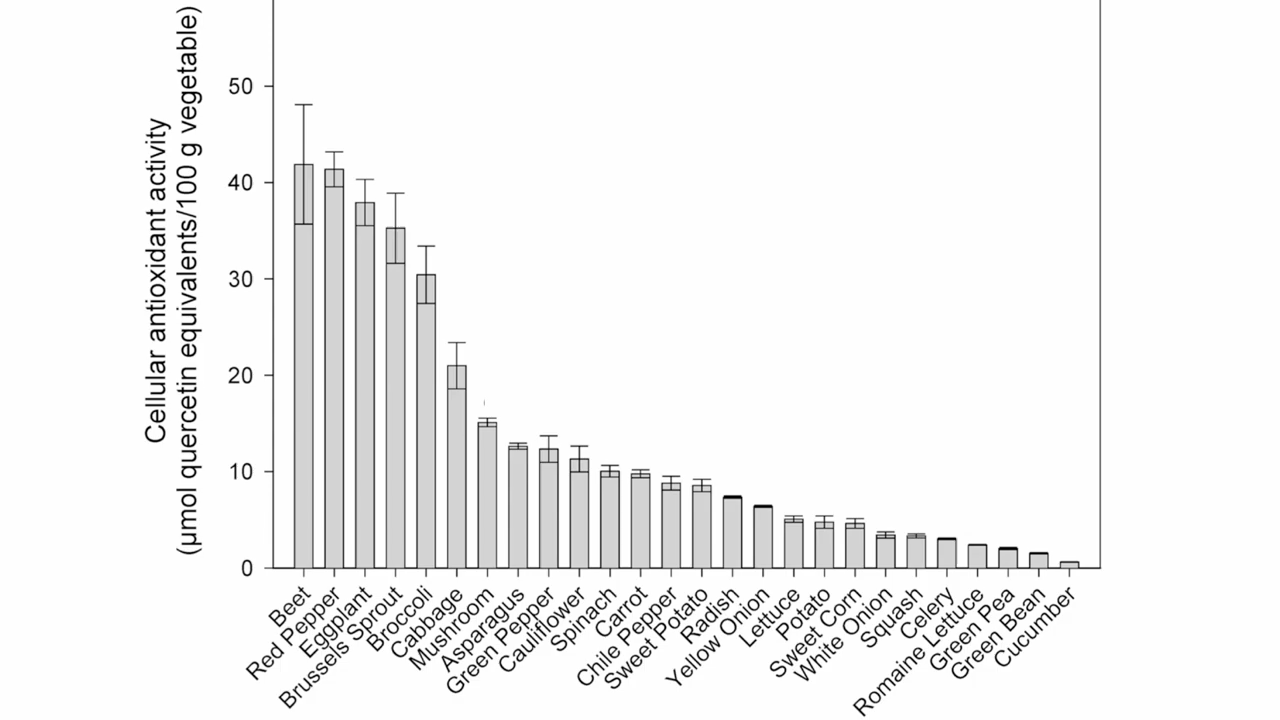 Cellular antioxidant activity
(µmol quercetin equivalents/100 g vegetable)
50
40
30
20
10
0
Beet
Red Pepper
Eggplant
Brussels Sprout
Broccoli
Cabbage
Mushroom
Asparagus
Green Pepper
Cauliflower
Spinach
Carrot
Chile Pepper
Sweet Potato
Radish
Yellow Onion
Lettuce
Potato
Sweet Corn
White Onion
Squash
Celery
Romaine Lettuce
Green Pea
Green Bean
Cucumber